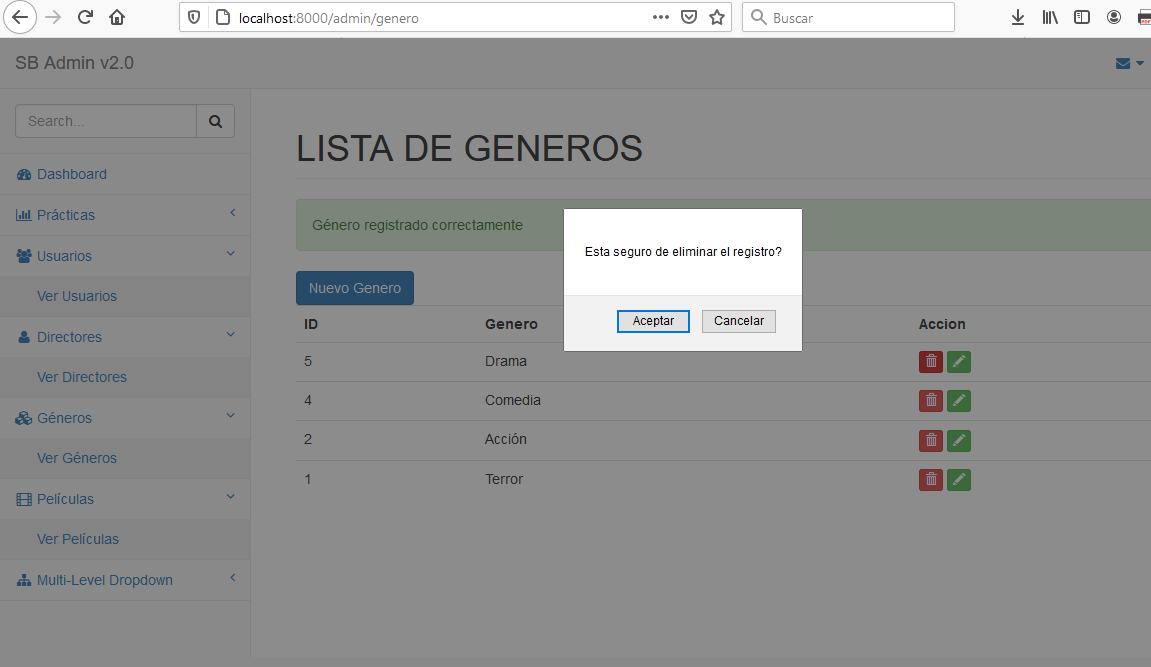 localhost:8000/admin/genero
Buscar
SB Admin v2.0
Search...
Dashboard
Prácticas
Usuarios
Ver Usuarios
Directores
Ver Directores
Géneros
Ver Géneros
Películas
Ver Películas
Multi-Level Dropdown
LISTA DE GENEROS
Género registrado correctamente
Esta seguro de eliminar el registro?
Aceptar Cancelar
Nuevo Genero
ID Genero Accion
5 Drama
4 Comedia
2 Acción
1 Terror